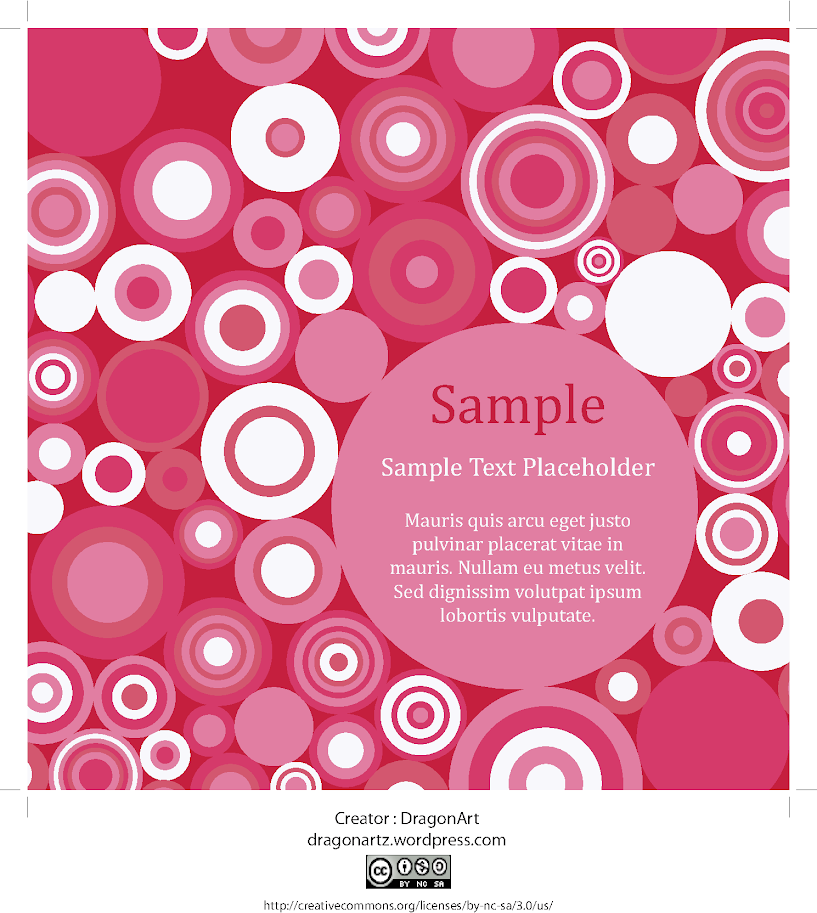 Sample
Sample Text Placeholder
Mauris quis arcu eget justo
pulvinar placerat vitae in
mauris. Nullam eu metus velit.
Sed dignissim volutpat ipsum
lobortis vulputate.
Creator : DragonArt
dragonartz.wordpress.com
cc
BY NC SA
http://creativecommons.org/licenses/by-nc-sa/3.0/us/